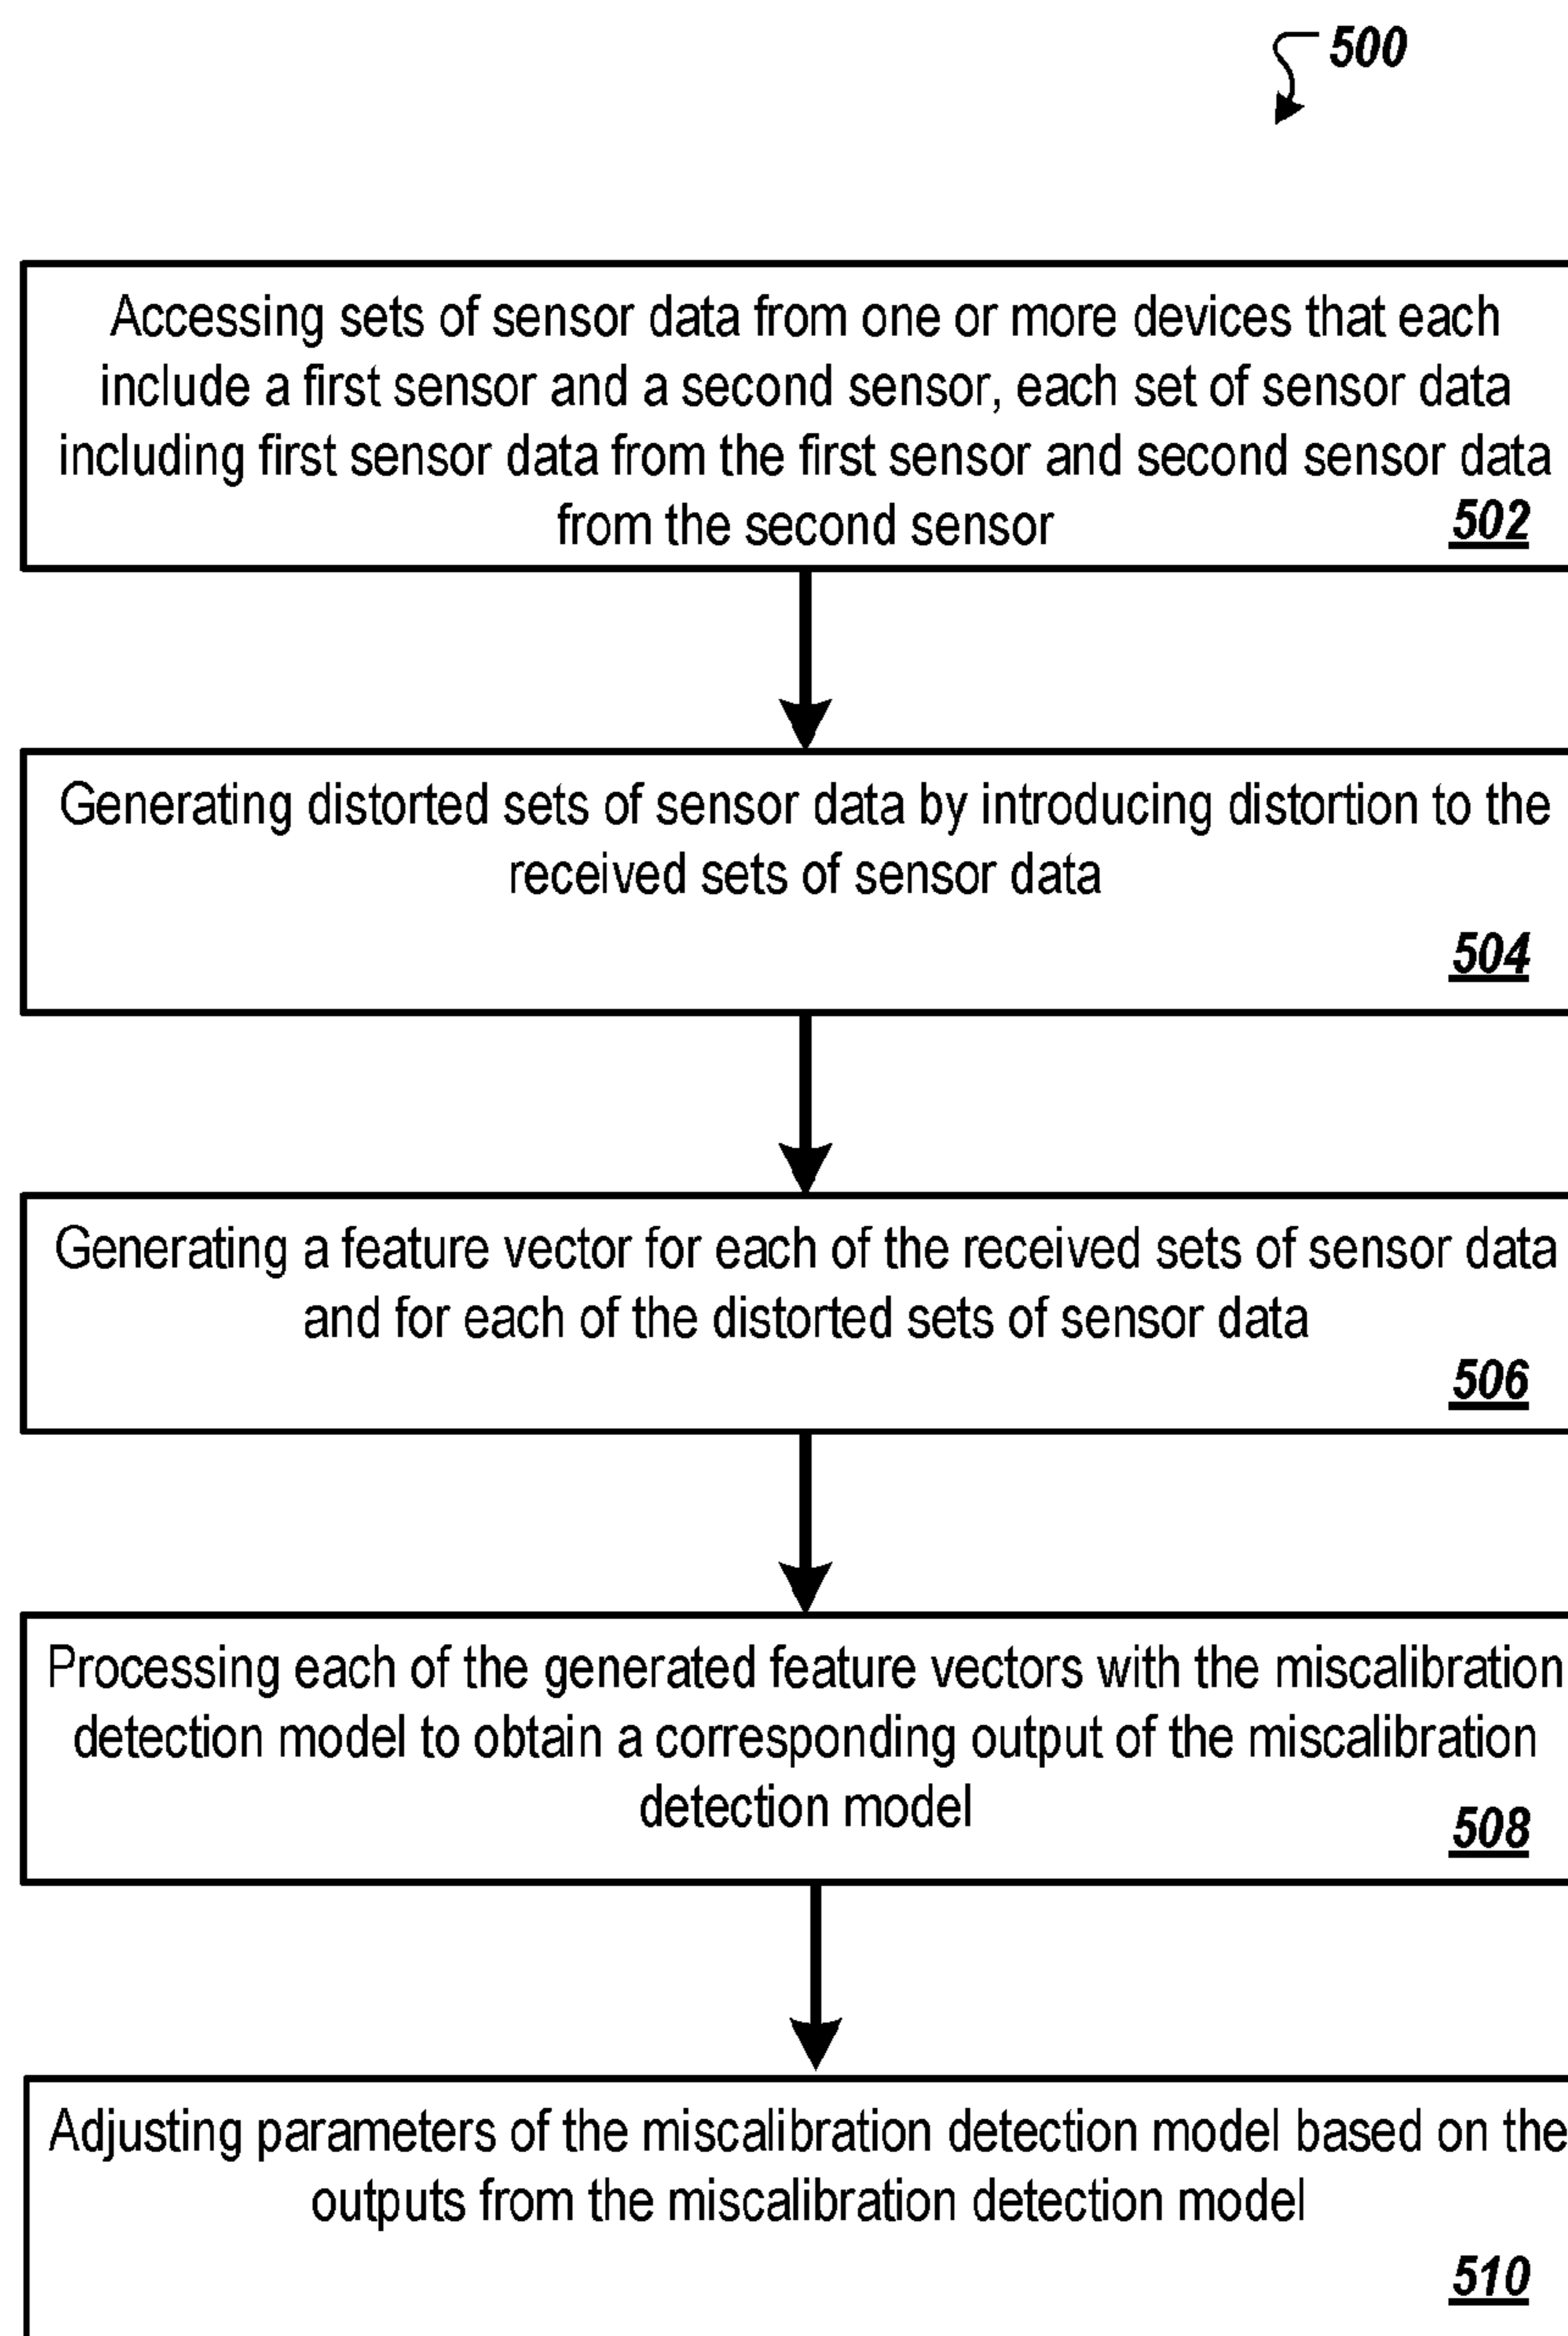 500
Accessing sets of sensor data from one or more devices that each
include a first sensor and a second sensor, each set of sensor data
including first sensor data from the first sensor and second sensor data
from the second sensor
502
Generating distorted sets of sensor data by introducing distortion to the
received sets of sensor data
504
Generating a feature vector for each of the received sets of sensor data
and for each of the distorted sets of sensor data
506
Processing each of the generated feature vectors with the miscalibration
detection model to obtain a corresponding output of the miscalibration
detection model
508
Adjusting parameters of the miscalibration detection model based on the
outputs from the miscalibration detection model
510